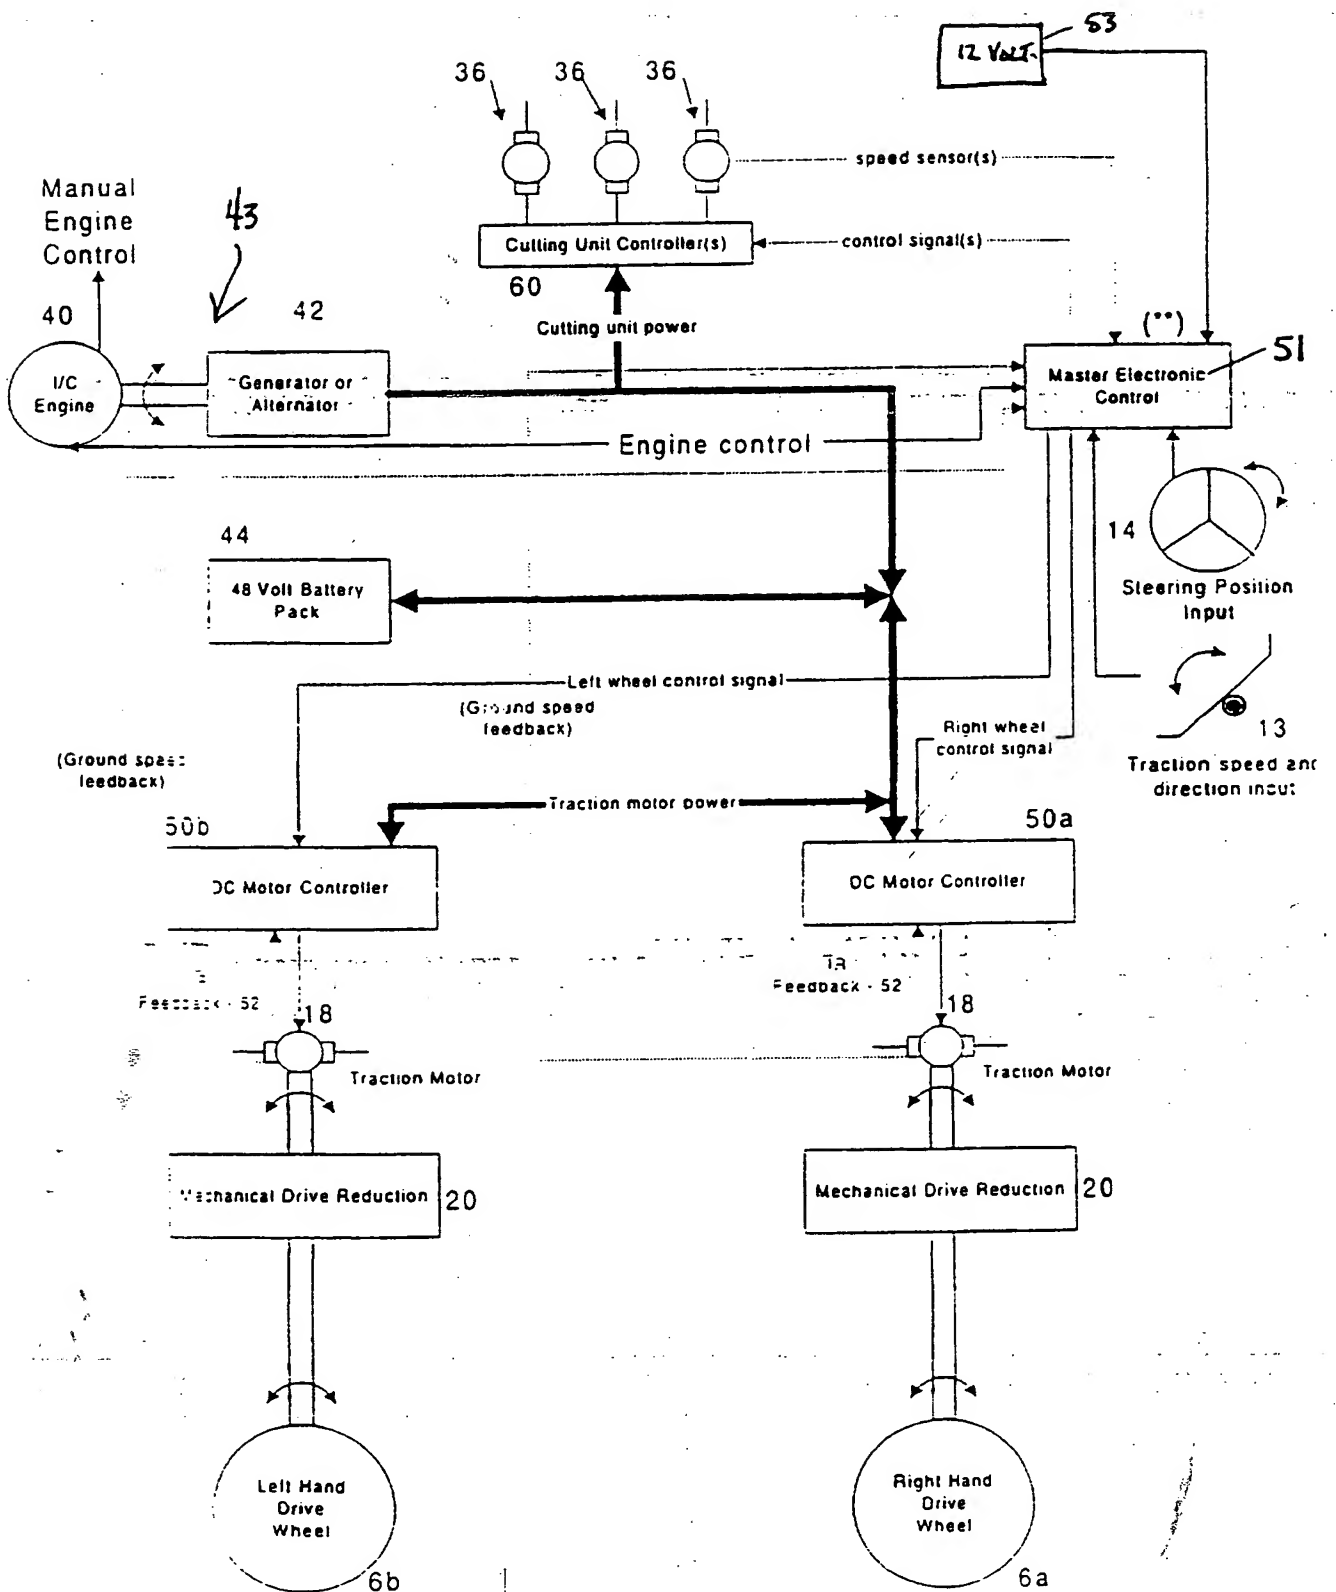 53
12 VOLT.
36 36 36
speed sensor(s)
Manual
Engine
Control
43
Cutting Unit Controller(s)
control signal(s)
60
40
42
Cutting unit power
(**)
51
I/C
Engine
Generator or
Alternator
Master Electronic
Control
Engine control
44
14
48 Volt Battery
Pack
Steering Position
Input
Left wheel control signal
(Ground speed
feedback)
Right wheel
control signal
13
(Ground speed
feedback)
Traction speed and
direction input
Traction motor power
50b
50a
DC Motor Controller
DC Motor Controller
Feedback - 52
Feedback - 52
18
18
Traction Motor
Traction Motor
Mechanical Drive Reduction
20
Mechanical Drive Reduction
20
Left Hand
Drive
Wheel
Right Hand
Drive
Wheel
6b
6a